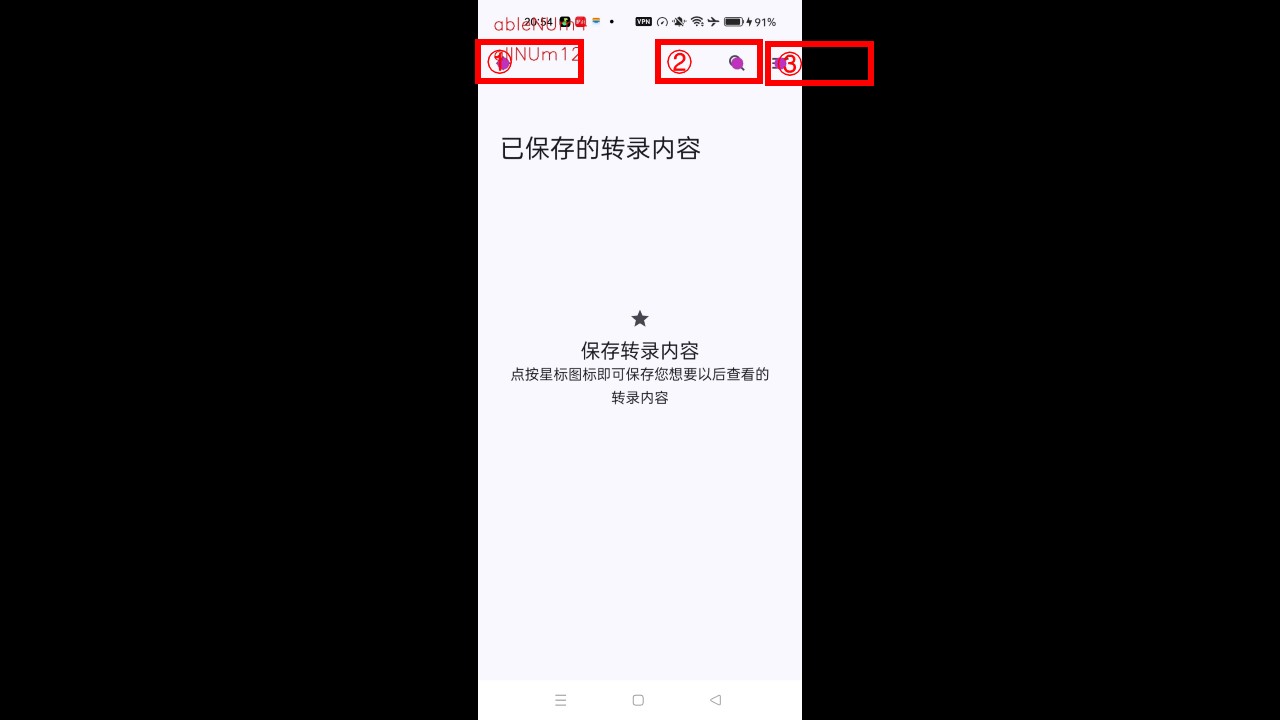 ableNUm4
20:54 VPN 91%
allNUm12
① ② ③
已保存的转录内容
保存转录内容
点按星标图标即可保存您想要以后查看的
转录内容